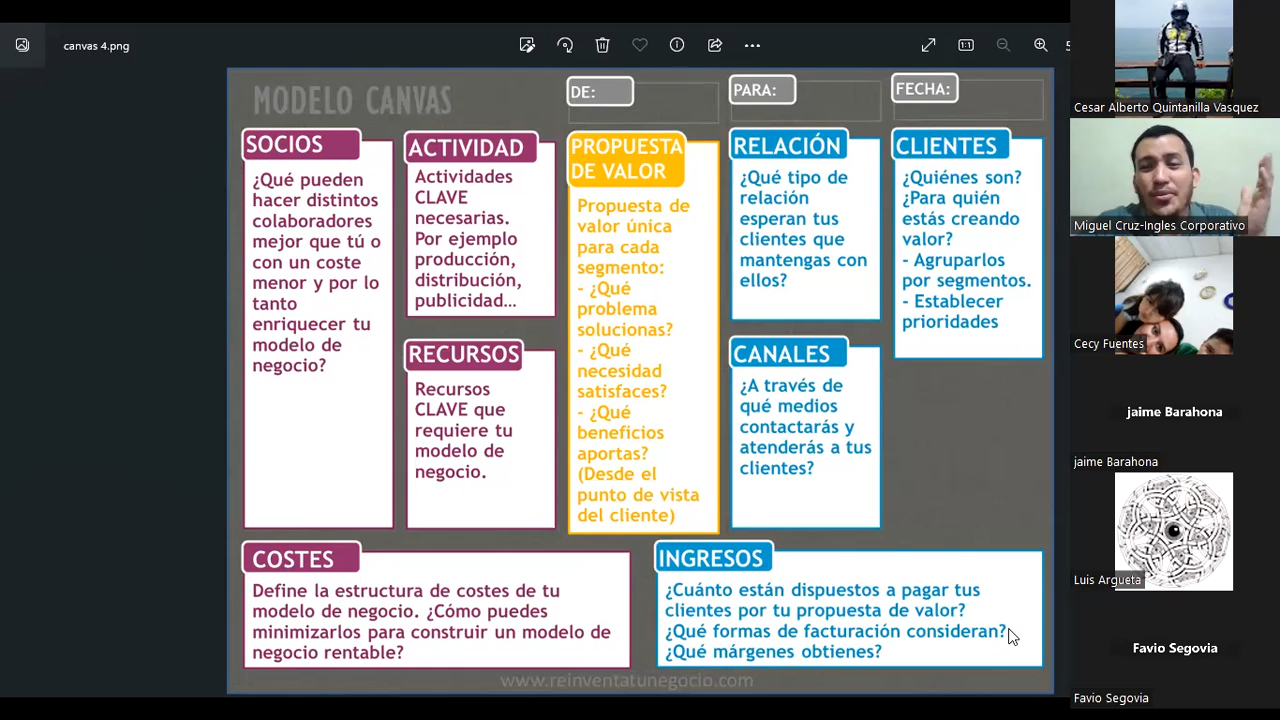 canvas 4.png
MODELO CANVAS
DE:
PARA:
FECHA:
SOCIOS
¿Qué pueden
hacer distintos
colaboradores
mejor que tú o
con un coste
menor y por lo
tanto
enriquecer tu
modelo de
negocio?
ACTIVIDAD
Actividades
CLAVE
necesarias.
Por ejemplo
producción,
distribución,
publicidad...
RECURSOS
Recursos
CLAVE que
requiere tu
modelo de
negocio.
PROPUESTA
DE VALOR
Propuesta de
valor única
para cada
segmento:
- ¿Qué
problema
solucionas?
- ¿Qué
necesidad
satisfaces?
- ¿Qué
beneficios
aportas?
(Desde el
punto de vista
del cliente)
RELACIÓN
¿Qué tipo de
relación
esperan tus
clientes que
mantengas con
ellos?
CANALES
¿A través de
qué medios
contactarás y
atenderás a tus
clientes?
CLIENTES
¿Quiénes son?
¿Para quién
estás creando
valor?
- Agruparlos
por segmentos.
- Establecer
prioridades
COSTES
Define la estructura de costes de tu
modelo de negocio. ¿Cómo puedes
minimizarlos para construir un modelo de
negocio rentable?
INGRESOS
¿Cuánto están dispuestos a pagar tus
clientes por tu propuesta de valor?
¿Qué formas de facturación consideran?
¿Qué márgenes obtienes?
www.reinventatunegocio.com
Cesar Alberto Quintanilla Vasquez
Miguel Cruz-Ingles Corporativo
Cecy Fuentes
jaime Barahona
jaime Barahona
Luis Argueta
Favio Segovia
Favio Segovia